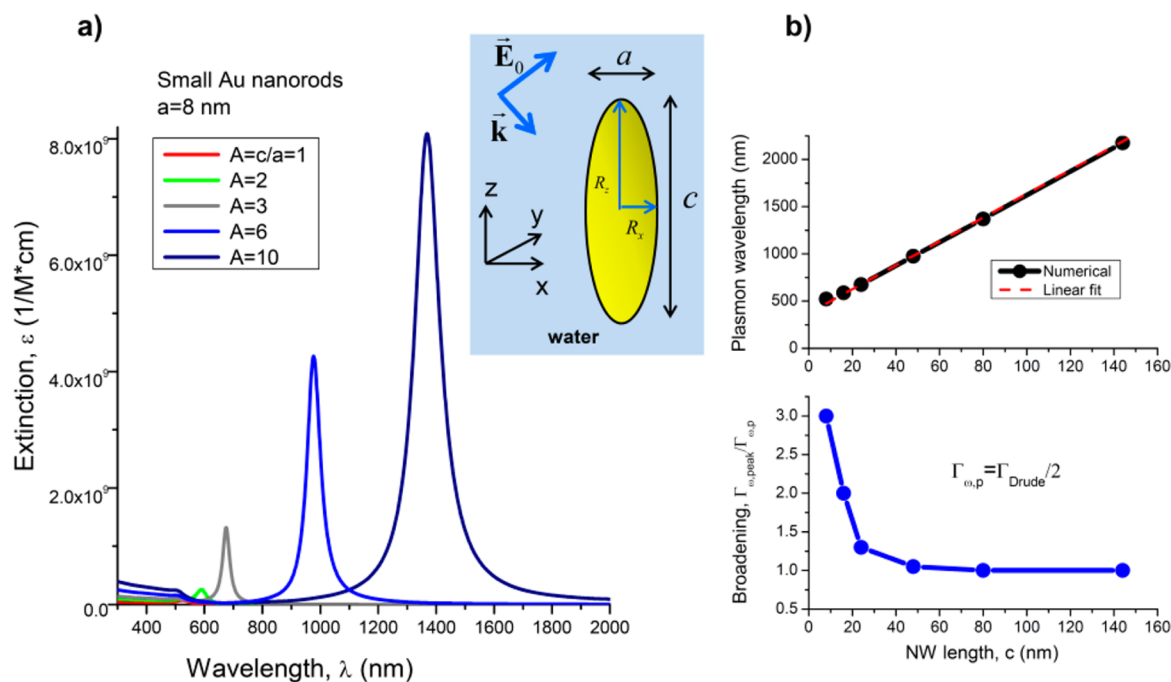 a)
Small Au nanorods
a=8 nm
A=c/a=1
A=2
A=3
A=6
A=10
Extinction, ε (1/M*cm)
8.0x10⁹
6.0x10⁹
4.0x10⁹
2.0x10⁹
0.0
400 600 800 1000 1200 1400 1600 1800 2000
Wavelength, λ (nm)
E₀
k
a
c
R_z
R_x
z
y
x
water
b)
Plasmon wavelength (nm)
2000
1500
1000
500
0
Numerical
Linear fit
0 20 40 60 80 100 120 140 160
Broadening, Γ_ω,peak/Γ_ω,p
3.0
2.5
2.0
1.5
1.0
0.5
Γ_ω,p=Γ_Drude/2
0 20 40 60 80 100 120 140 160
NW length, c (nm)